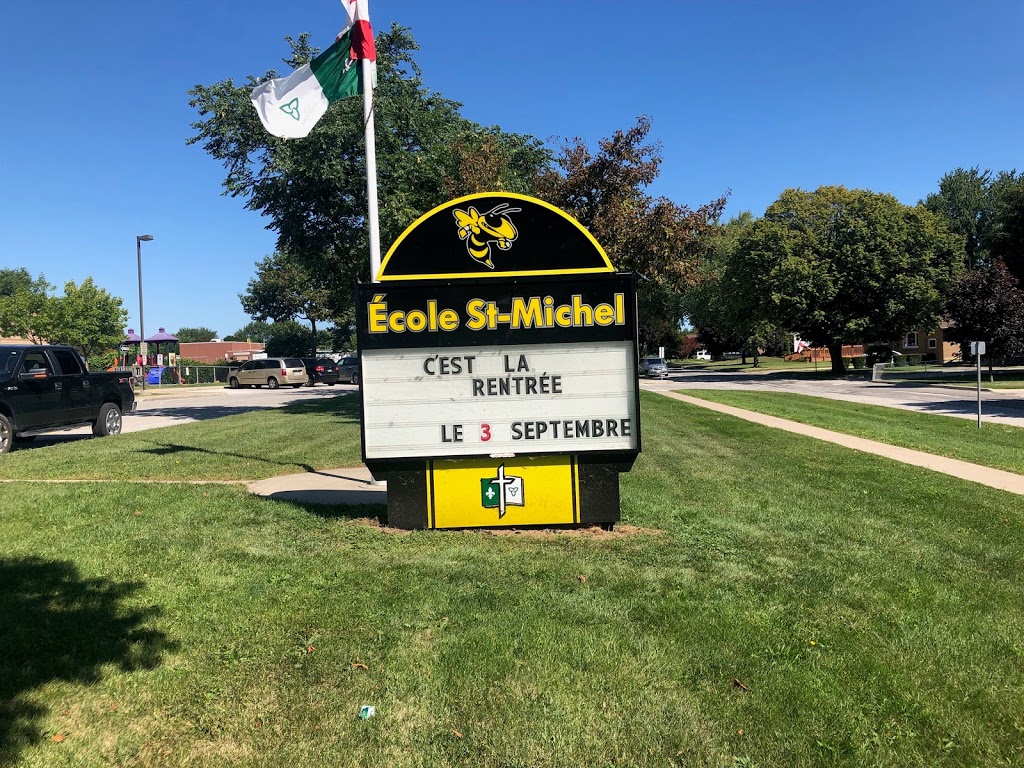 École St-Michel
C'EST LA
RENTRÉE
LE 3 SEPTEMBRE